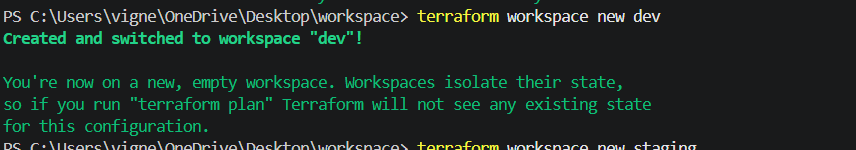 PS C:\Users\vigne\OneDrive\Desktop\workspace> terraform workspace new dev
Created and switched to workspace "dev"!
You're now on a new, empty workspace. Workspaces isolate their state,
so if you run "terraform plan" Terraform will not see any existing state
for this configuration.
PS C:\Users\vigne\OneDrive\Desktop\workspace> terraform workspace new staging